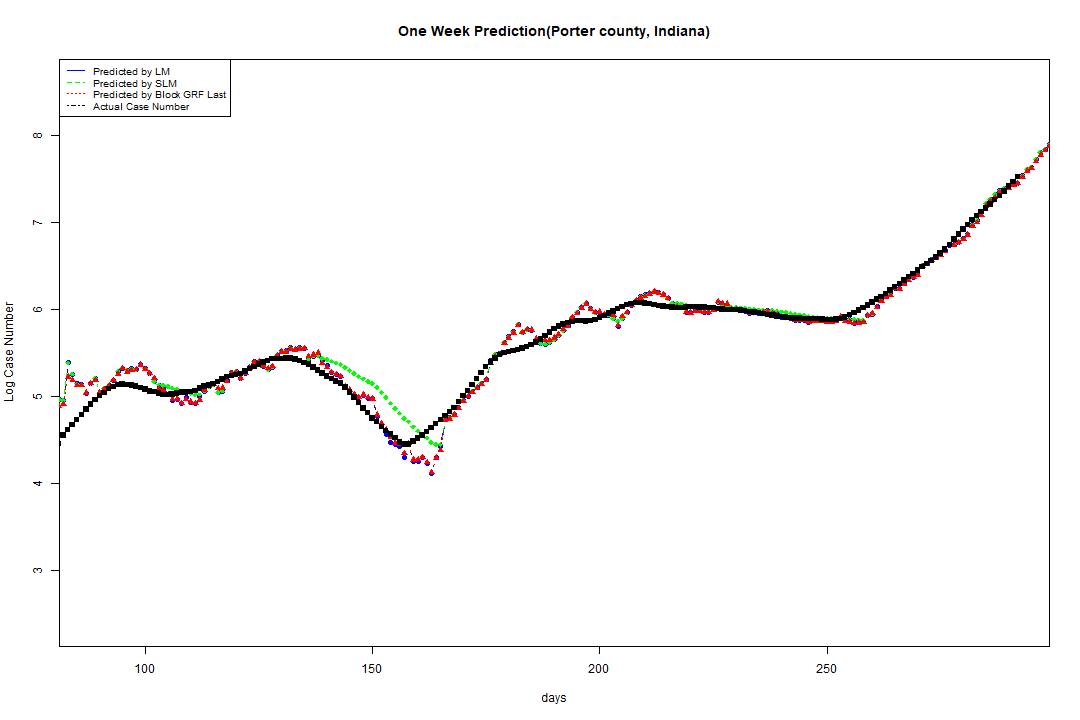 One Week Prediction(Porter county, Indiana)
Predicted by LM
Predicted by SLM
Predicted by Block GRF Last
Actual Case Number
8
7
6
5
4
3
Log Case Number
100 150 200 250
days